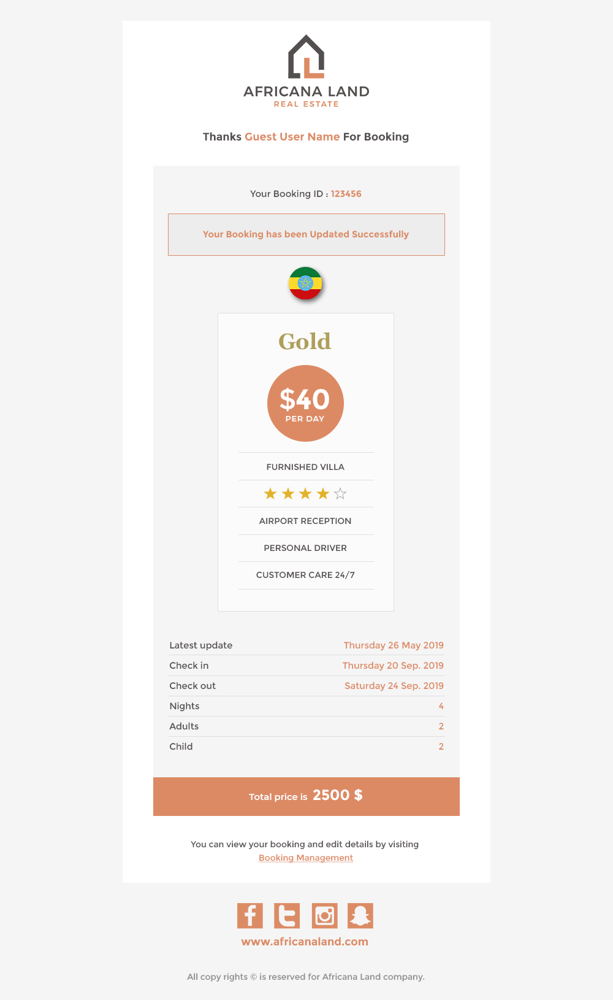 AFRICANA LAND
REAL ESTATE
Thanks Guest User Name For Booking
Your Booking ID : 123456
Your Booking has been Updated Successfully
Gold
$40
PER DAY
FURNISHED VILLA
AIRPORT RECEPTION
PERSONAL DRIVER
CUSTOMER CARE 24/7
Latest update Thursday 26 May 2019
Check in Thursday 20 Sep. 2019
Check out Saturday 24 Sep. 2019
Nights 4
Adults 2
Child 2
Total price is 2500 $
You can view your booking and edit details by visiting
Booking Management
www.africanaland.com
All copy rights © is reserved for Africana Land company.